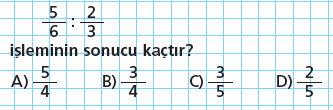 5/6 : 2/3
işleminin sonucu kaçtır?
A) 5/4 B) 3/4 C) 3/5 D) 2/5